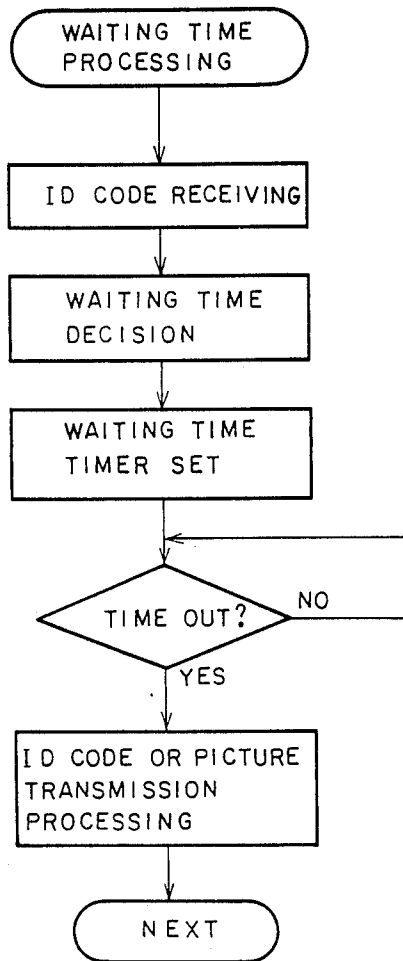 WAITING TIME
PROCESSING
ID CODE RECEIVING
WAITING TIME
DECISION
WAITING TIME
TIMER SET
TIME OUT?
NO
YES
ID CODE OR PICTURE
TRANSMISSION
PROCESSING
NEXT